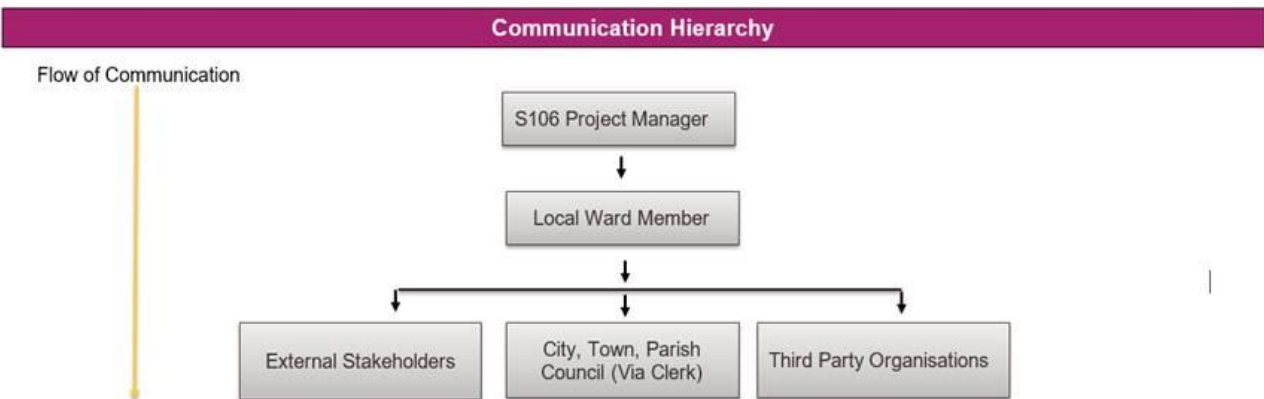 Communication Hierarchy
Flow of Communication
S106 Project Manager
Local Ward Member
External Stakeholders
City, Town, Parish
Council (Via Clerk)
Third Party Organisations